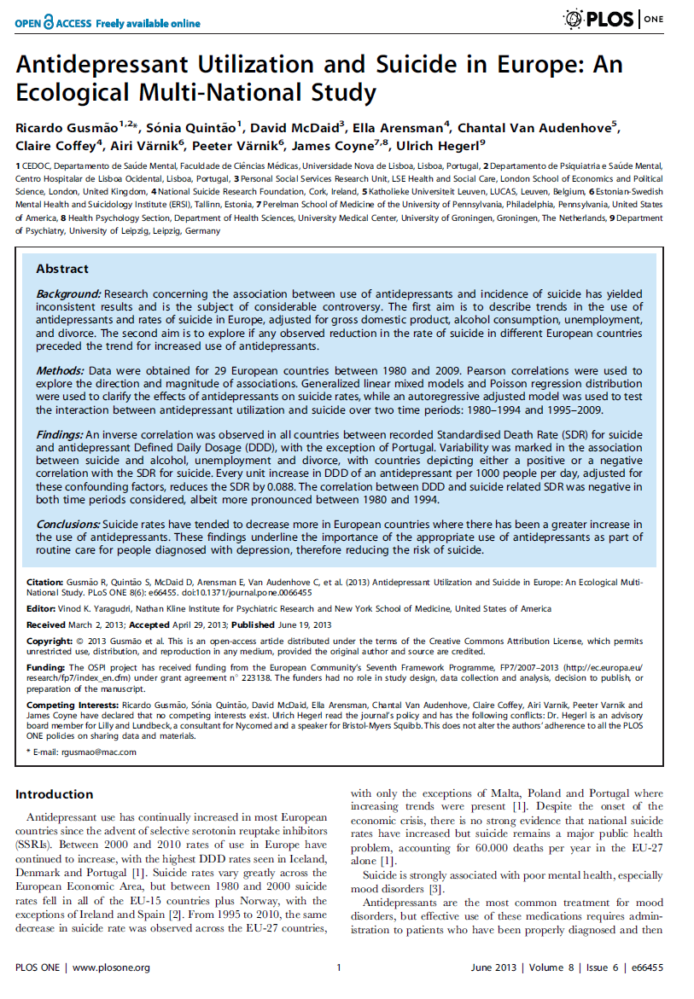 OPEN ACCESS Freely available online
PLOS ONE
Antidepressant Utilization and Suicide in Europe: An
Ecological Multi-National Study
Ricardo Gusmão1,2*, Sónia Quintão1, David McDaid3, Ella Arensman4, Chantal Van Audenhove5,
Claire Coffey4, Airi Värnik6, Peeter Värnik6, James Coyne7,8, Ulrich Hegerl9
1 CEDOC, Departamento de Saúde Mental, Faculdade de Ciências Médicas, Universidade Nova de Lisboa, Lisboa, Portugal, 2 Departamento de Psiquiatria e Saúde Mental,
Centro Hospitalar de Lisboa Ocidental, Lisboa, Portugal, 3 Personal Social Services Research Unit, LSE Health and Social Care, London School of Economics and Political
Science, London, United Kingdom, 4 National Suicide Research Foundation, Cork, Ireland, 5 Katholieke Universiteit Leuven, LUCAS, Leuven, Belgium, 6 Estonian-Swedish
Mental Health and Suicidology Institute (ERSI), Tallinn, Estonia, 7 Perelman School of Medicine of the University of Pennsylvania, Philadelphia, Pennsylvania, United States
of America, 8 Health Psychology Section, Department of Health Sciences, University Medical Center, University of Groningen, Groningen, The Netherlands, 9 Department
of Psychiatry, University of Leipzig, Leipzig, Germany
Abstract
Background: Research concerning the association between use of antidepressants and incidence of suicide has yielded
inconsistent results and is the subject of considerable controversy. The first aim is to describe trends in the use of
antidepressants and rates of suicide in Europe, adjusted for gross domestic product, alcohol consumption, unemployment,
and divorce. The second aim is to explore if any observed reduction in the rate of suicide in different European countries
preceded the trend for increased use of antidepressants.
Methods: Data were obtained for 29 European countries between 1980 and 2009. Pearson correlations were used to
explore the direction and magnitude of associations. Generalized linear mixed models and Poisson regression distribution
were used to clarify the effects of antidepressants on suicide rates, while an autoregressive adjusted model was used to test
the interaction between antidepressant utilization and suicide over two time periods: 1980–1994 and 1995–2009.
Findings: An inverse correlation was observed in all countries between recorded Standardised Death Rate (SDR) for suicide
and antidepressant Defined Daily Dosage (DDD), with the exception of Portugal. Variability was marked in the association
between suicide and alcohol, unemployment and divorce, with countries depicting either a positive or a negative
correlation with the SDR for suicide. Every unit increase in DDD of an antidepressant per 1000 people per day, adjusted for
these confounding factors, reduces the SDR by 0.088. The correlation between DDD and suicide related SDR was negative in
both time periods considered, albeit more pronounced between 1980 and 1994.
Conclusions: Suicide rates have tended to decrease more in European countries where there has been a greater increase in
the use of antidepressants. These findings underline the importance of the appropriate use of antidepressants as part of
routine care for people diagnosed with depression, therefore reducing the risk of suicide.
Citation: Gusmão R, Quintão S, McDaid D, Arensman E, Van Audenhove C, et al. (2013) Antidepressant Utilization and Suicide in Europe: An Ecological Multi-
National Study. PLoS ONE 8(6): e66455. doi:10.1371/journal.pone.0066455
Editor: Vinod K. Yaragudri, Nathan Kline Institute for Psychiatric Research and New York School of Medicine, United States of America
Received March 2, 2013; Accepted April 29, 2013; Published June 19, 2013
Copyright: © 2013 Gusmão et al. This is an open-access article distributed under the terms of the Creative Commons Attribution License, which permits
unrestricted use, distribution, and reproduction in any medium, provided the original author and source are credited.
Funding: The OSPI project has received funding from the European Community's Seventh Framework Programme, FP7/2007–2013 (http://ec.europa.eu/
research/fp7/index_en.cfm) under grant agreement n° 223138. The funders had no role in study design, data collection and analysis, decision to publish, or
preparation of the manuscript.
Competing Interests: Ricardo Gusmão, Sónia Quintão, David McDaid, Ella Arensman, Chantal Van Audenhove, Claire Coffey, Airi Varnik, Peeter Varnik and
James Coyne have declared that no competing interests exist. Ulrich Hegerl read the journal's policy and has the following conflicts: Dr. Hegerl is an advisory
board member for Lilly and Lundbeck, a consultant for Nycomed and a speaker for Bristol-Myers Squibb. This does not alter the authors' adherence to all the PLOS
ONE policies on sharing data and materials.
* E-mail: rgusmao@mac.com
Introduction
Antidepressant use has continually increased in most European
countries since the advent of selective serotonin reuptake inhibitors
(SSRIs). Between 2000 and 2010 rates of use in Europe have
continued to increase, with the highest DDD rates seen in Iceland,
Denmark and Portugal [1]. Suicide rates vary greatly across the
European Economic Area, but between 1980 and 2000 suicide
rates fell in all of the EU-15 countries plus Norway, with the
exceptions of Ireland and Spain [2]. From 1995 to 2010, the same
decrease in suicide rate was observed across the EU-27 countries,
with only the exceptions of Malta, Poland and Portugal where
increasing trends were present [1]. Despite the onset of the
economic crisis, there is no strong evidence that national suicide
rates have increased but suicide remains a major public health
problem, accounting for 60.000 deaths per year in the EU-27
alone [1].
Suicide is strongly associated with poor mental health, especially
mood disorders [3].
Antidepressants are the most common treatment for mood
disorders, but effective use of these medications requires admin-
istration to patients who have been properly diagnosed and then
PLOS ONE | www.plosone.org
1
June 2013 | Volume 8 | Issue 6 | e66455